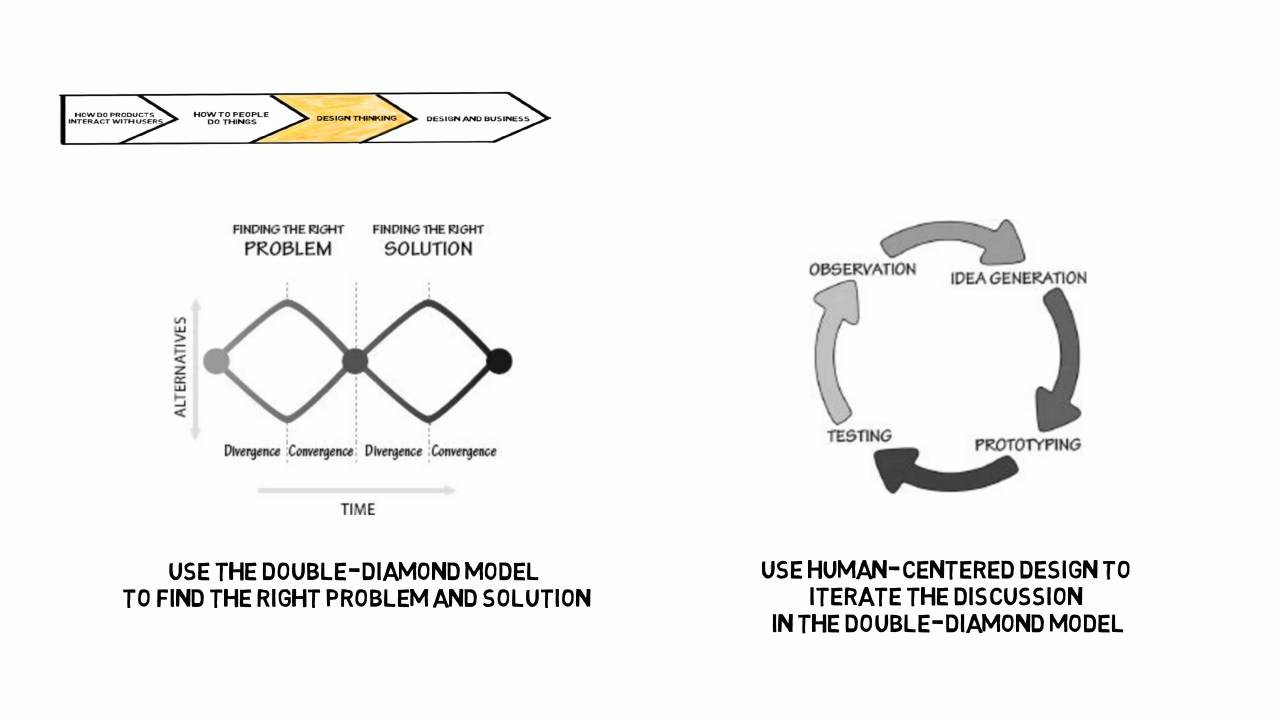 HOW DO PRODUCTS
INTERACT WITH USERS
HOW TO PEOPLE
DO THINGS
DESIGN THINKING
DESIGN AND BUSINESS
FINDING THE RIGHT
PROBLEM
FINDING THE RIGHT
SOLUTION
ALTERNATIVES
Divergence
Convergence
Divergence
Convergence
TIME
USE THE DOUBLE-DIAMOND MODEL
TO FIND THE RIGHT PROBLEM AND SOLUTION
OBSERVATION
IDEA GENERATION
TESTING
PROTOTYPING
USE HUMAN-CENTERED DESIGN TO
ITERATE THE DISCUSSION
IN THE DOUBLE-DIAMOND MODEL